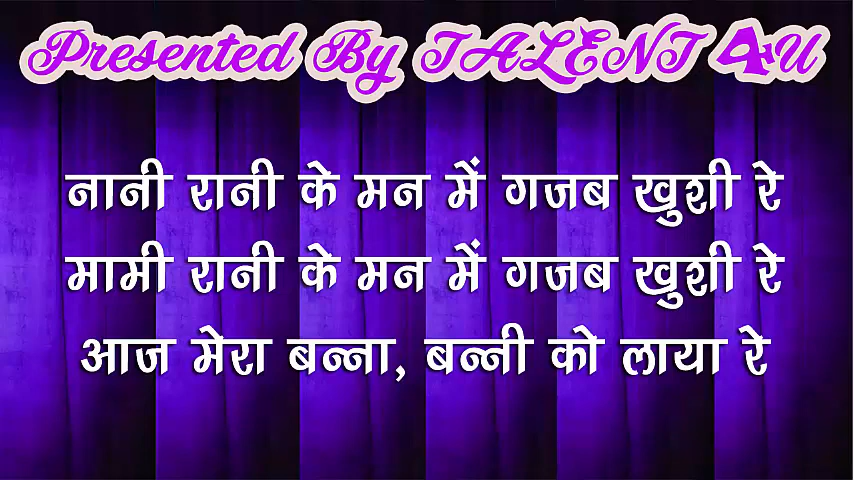 Presented By TALENT 4U
नानी रानी के मन में गजब खुशी रे
मामी रानी के मन में गजब खुशी रे
आज मेरा बन्ना, बन्नी को लाया रे